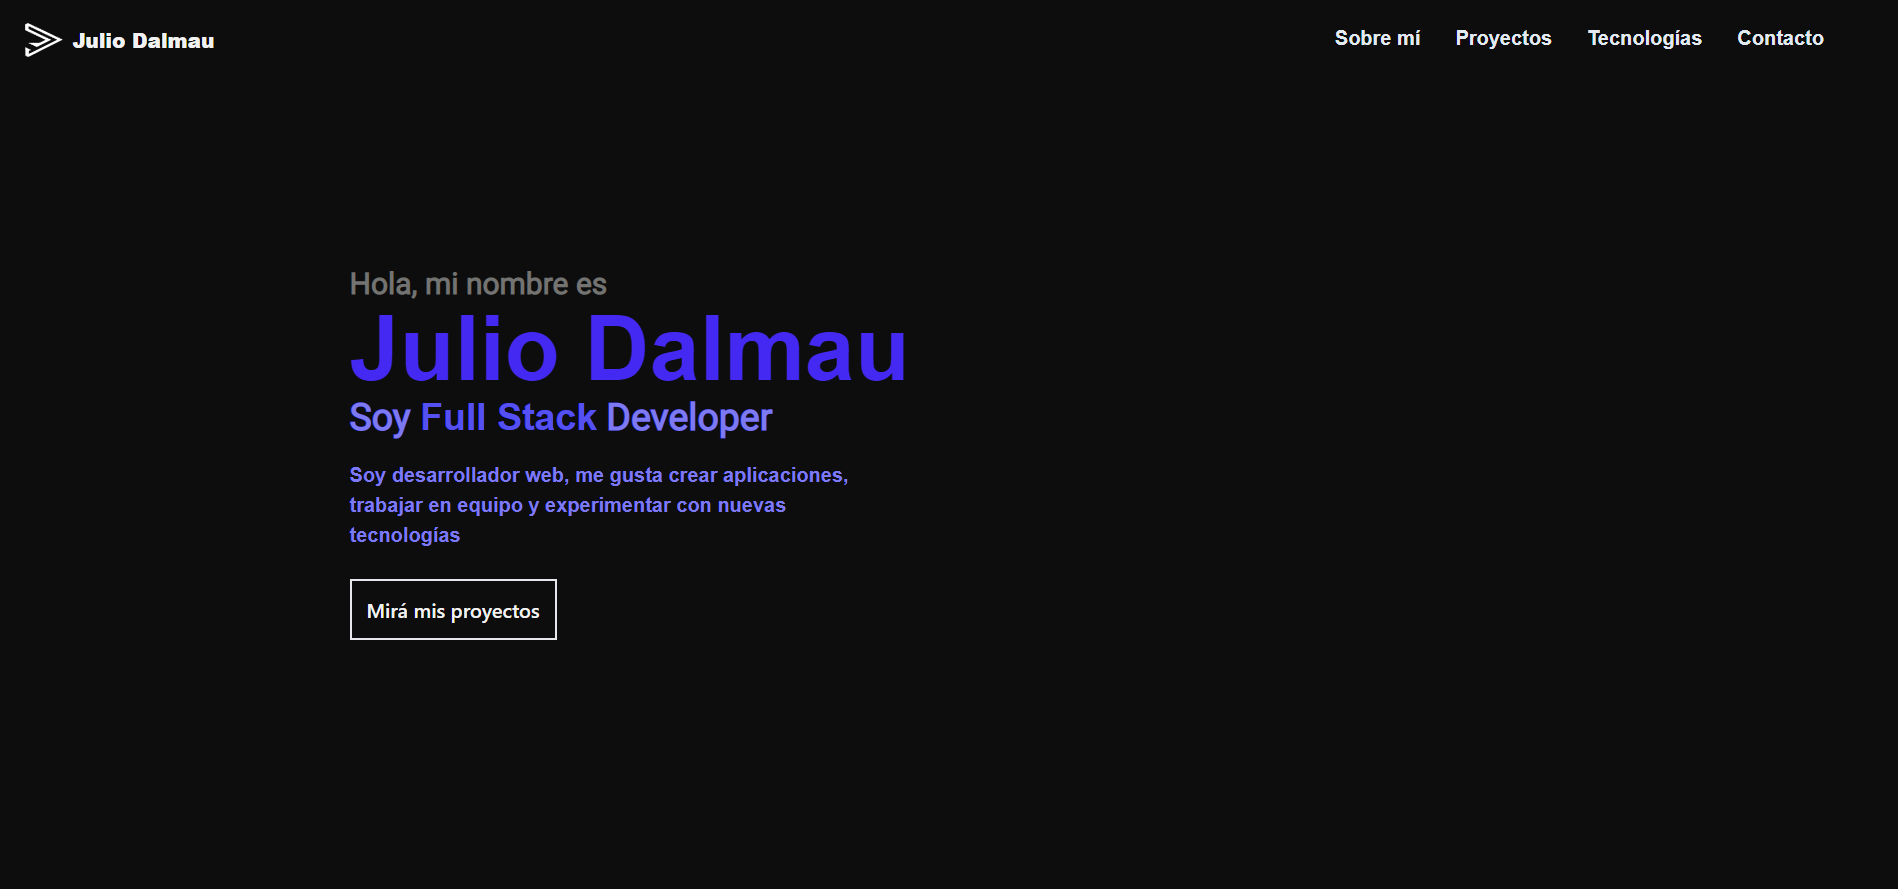 Julio Dalmau
Sobre mí Proyectos Tecnologías Contacto
Hola, mi nombre es
Julio Dalmau
Soy Full Stack Developer
Soy desarrollador web, me gusta crear aplicaciones,
trabajar en equipo y experimentar con nuevas
tecnologías
Mirá mis proyectos